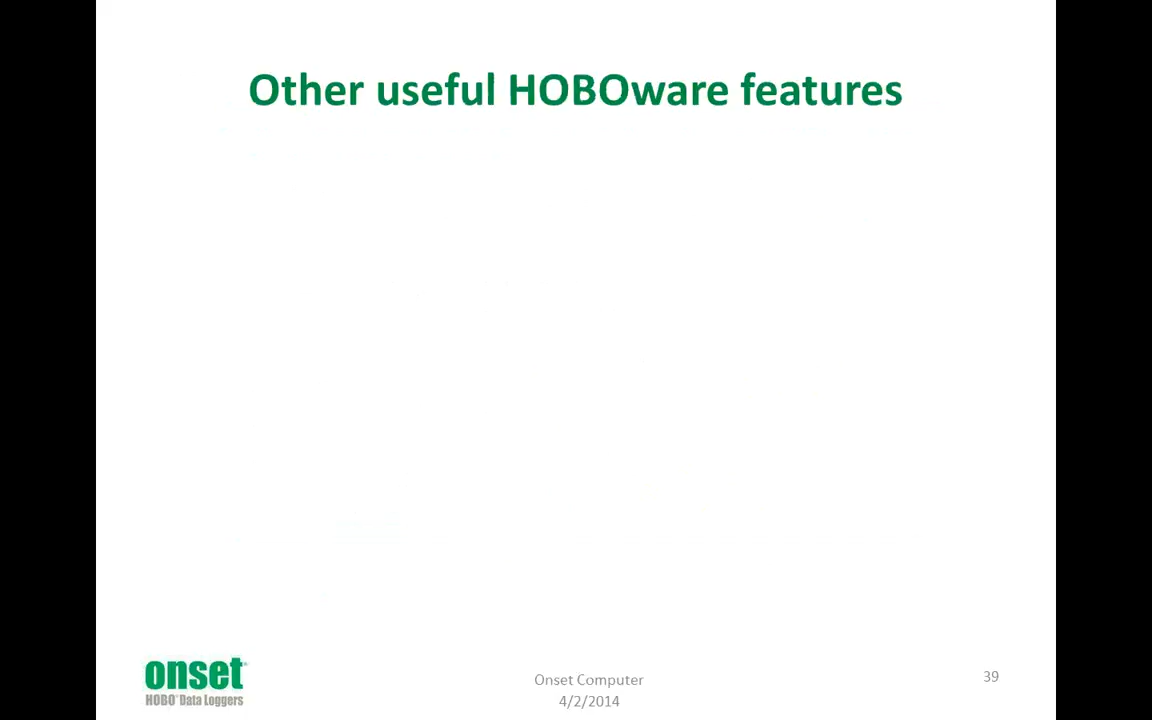 Other useful HOBOware features
onset
HOBO® Data Loggers
Onset Computer
4/2/2014
39